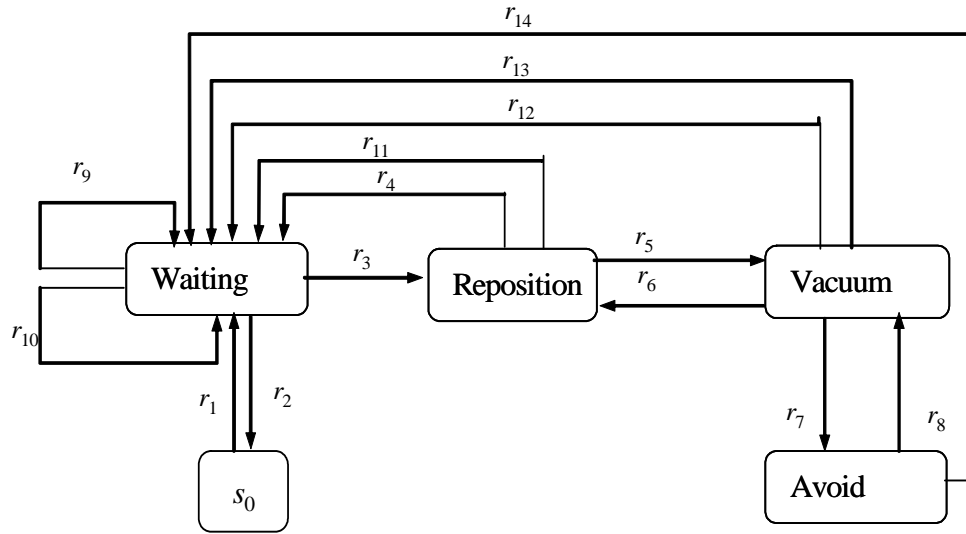 r14
r13
r12
r11
r9
r4
r3
r5
Waiting
Reposition
r6
Vacuum
r10
r1
r2
r7
r8
s0
Avoid